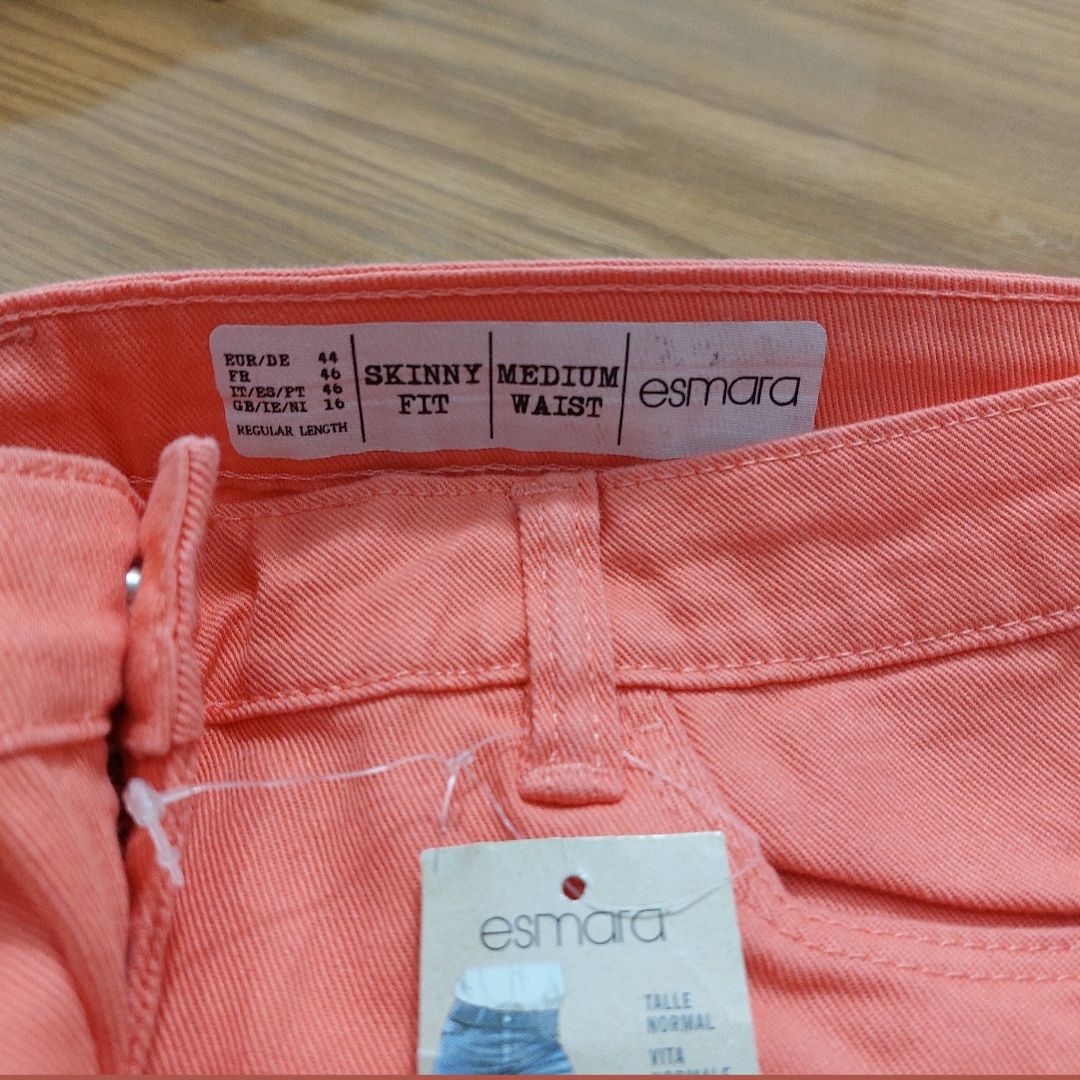 EUR/DE 44
FR 46
IT/ES/PT 46
GB/IE/NI 16
REGULAR LENGTH
SKINNY
FIT
MEDIUM
WAIST
esmara
esmara
TALLE
NORMAL
VITA
NORMALE